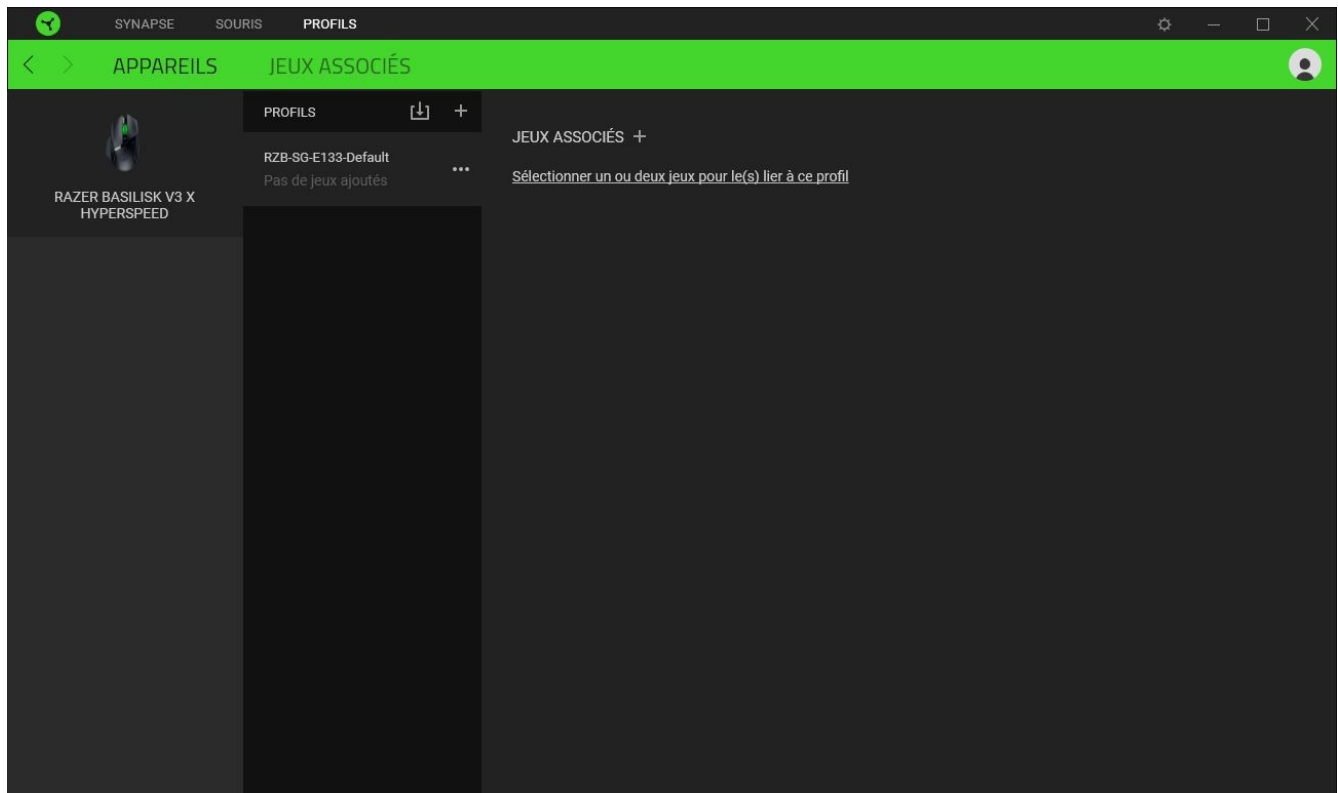 SYNAPSE SOURIS PROFILS
APPAREILS JEUX ASSOCIÉS
PROFILS
RZB-SG-E133-Default
Pas de jeux ajoutés
RAZER BASILISK V3 X
HYPERSPEED
JEUX ASSOCIÉS +
Sélectionner un ou deux jeux pour le(s) lier à ce profil